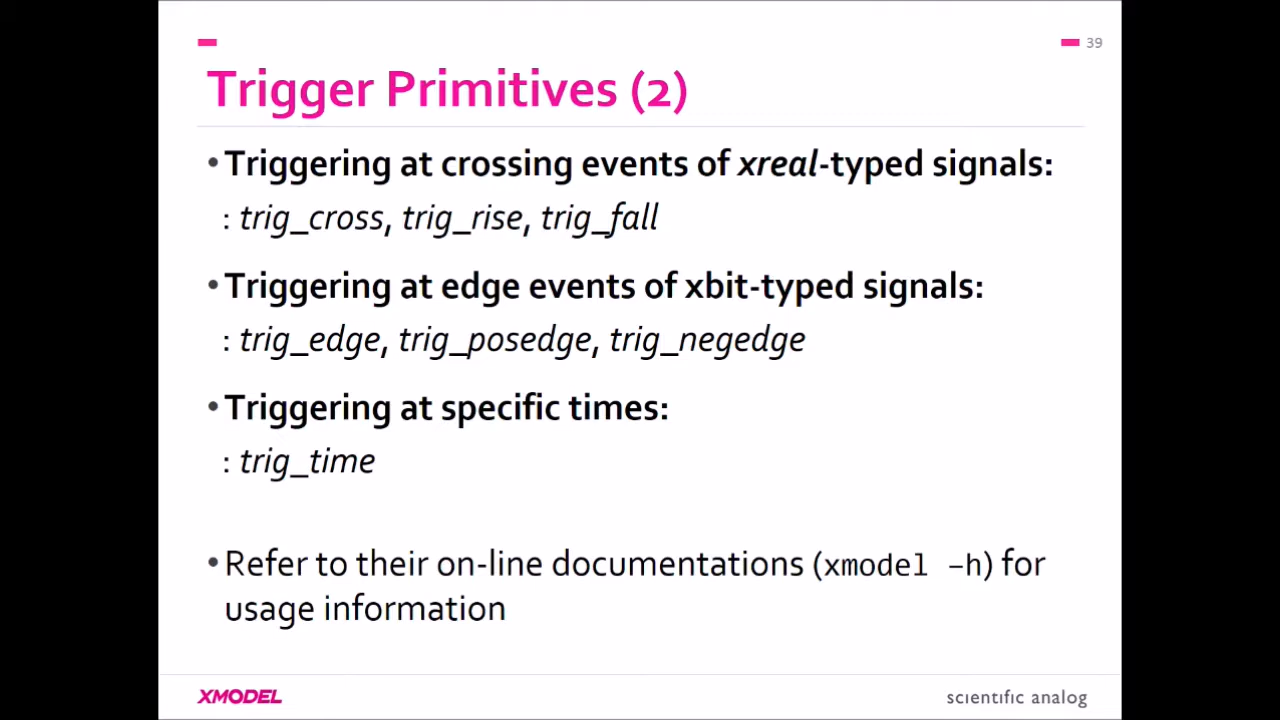 39
Trigger Primitives (2)
•Triggering at crossing events of xreal-typed signals:
: trig_cross, trig_rise, trig_fall
•Triggering at edge events of xbit-typed signals:
: trig_edge, trig_posedge, trig_negedge
•Triggering at specific times:
: trig_time
•Refer to their on-line documentations (xmodel –h) for
usage information
XMODEL
scientific analog